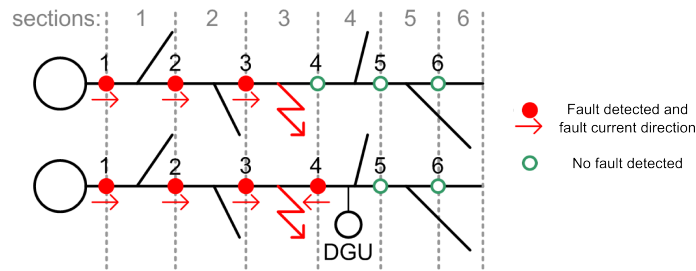 sections: 1 2 3 4 5 6
1 2 3 4 5 6
Fault detected and
fault current direction
No fault detected
1 2 3 4 5 6
DGU